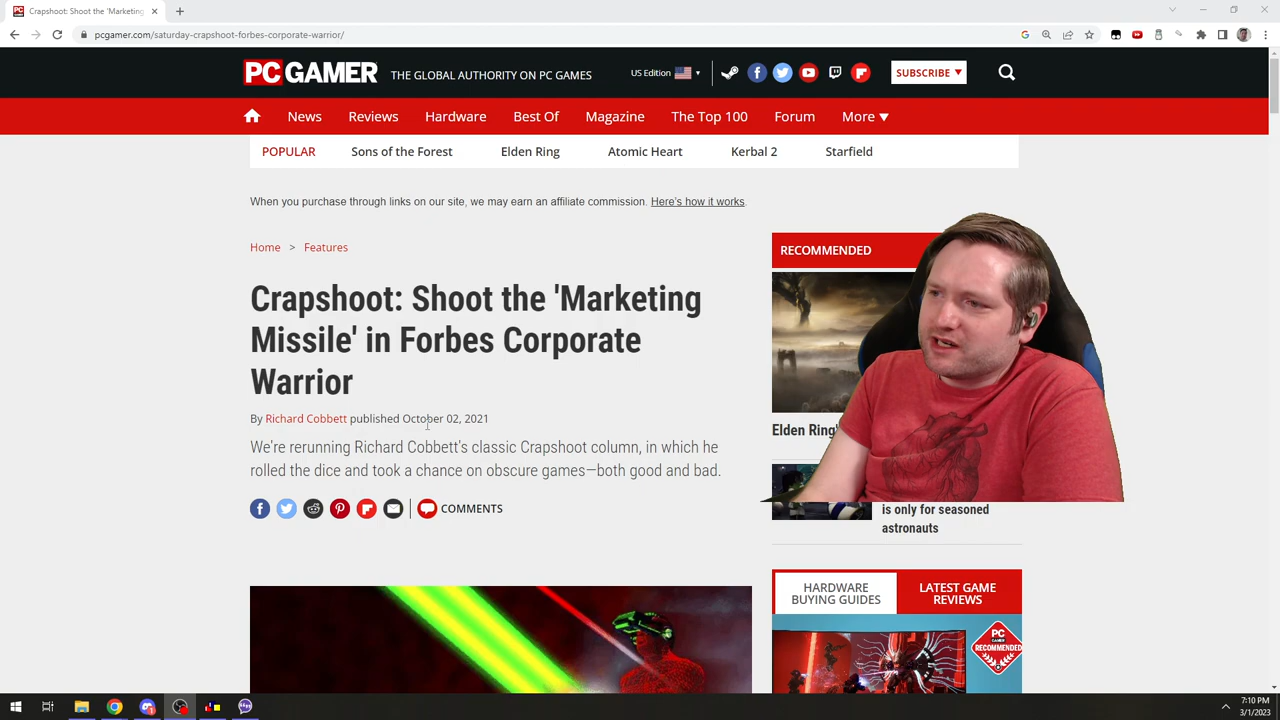 Crapshoot: Shoot the 'Marketing
pcgamer.com/saturday-crapshoot-forbes-corporate-warrior/
PC GAMER THE GLOBAL AUTHORITY ON PC GAMES
US Edition
SUBSCRIBE
News Reviews Hardware Best Of Magazine The Top 100 Forum More
POPULAR Sons of the Forest Elden Ring Atomic Heart Kerbal 2 Starfield
When you purchase through links on our site, we may earn an affiliate commission. Here's how it works.
Home > Features
Crapshoot: Shoot the 'Marketing
Missile' in Forbes Corporate
Warrior
By Richard Cobbett published October 02, 2021
We're rerunning Richard Cobbett's classic Crapshoot column, in which he
rolled the dice and took a chance on obscure games—both good and bad.
COMMENTS
RECOMMENDED
Elden Ring'
is only for seasoned
astronauts
HARDWARE
BUYING GUIDES
LATEST GAME
REVIEWS
PC
GAMER
RECOMMENDED
7:10 PM
3/1/2023